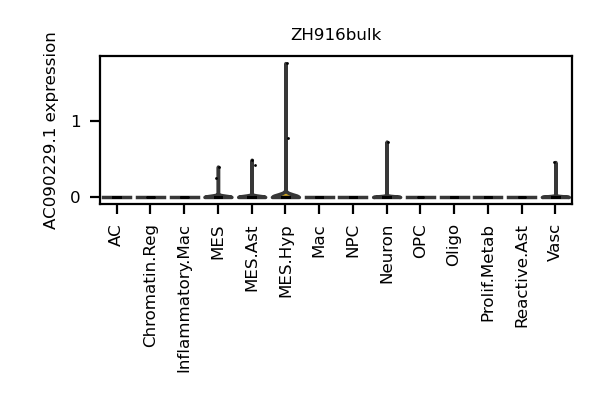 ZH916bulk
AC090229.1 expression
1
0
AC
Chromatin.Reg
Inflammatory.Mac
MES
MES.Ast
MES.Hyp
Mac
NPC
Neuron
OPC
Oligo
Prolif.Metab
Reactive.Ast
Vasc